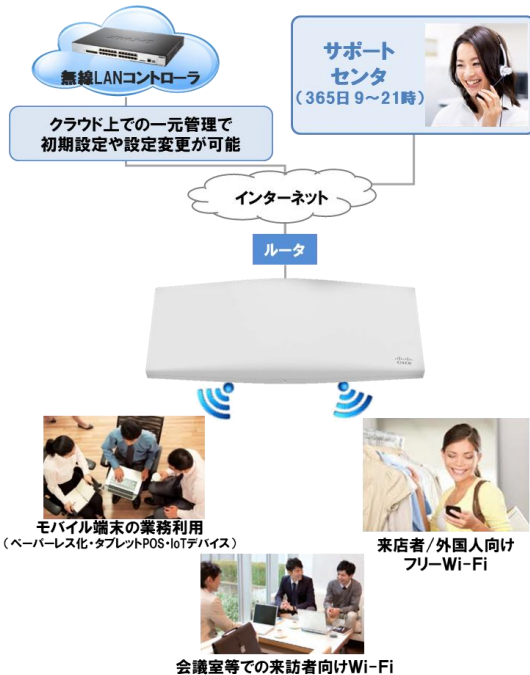 無線LANコントローラ
サポート
センタ
(365日 9～21時)
クラウド上での一元管理で
初期設定や設定変更が可能
インターネット
ルータ
CISCO
モバイル端末の業務利用
(ペーパーレス化・タブレットPOS・IoTデバイス)
来店者/外国人向け
フリーWi-Fi
会議室等での来訪者向けWi-Fi